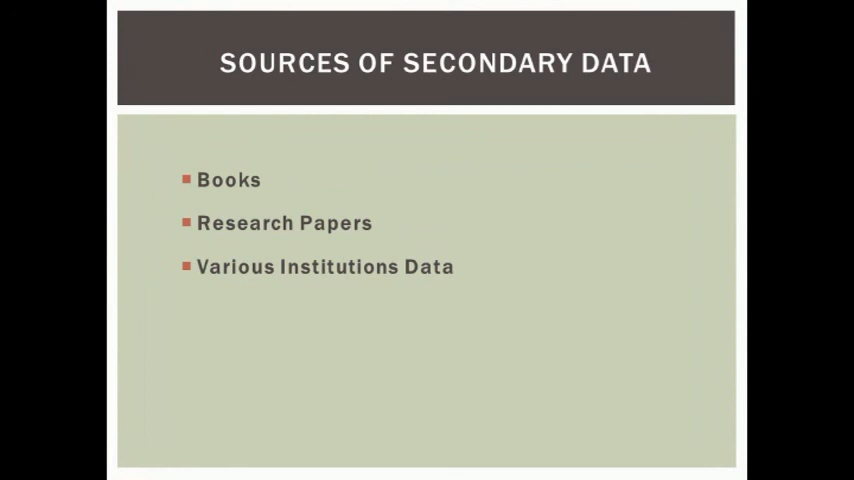 SOURCES OF SECONDARY DATA
Books
Research Papers
Various Institutions Data